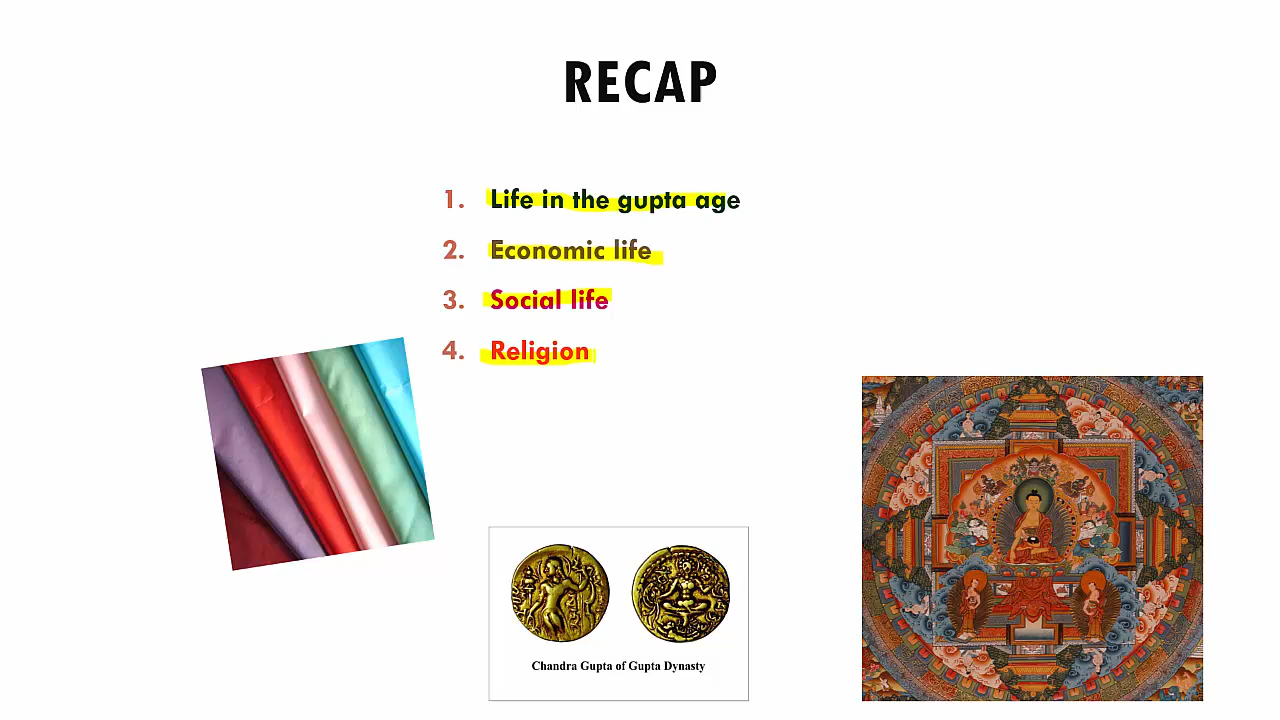 RECAP
1. Life in the gupta age
2. Economic life
3. Social life
4. Religion
Chandra Gupta of Gupta Dynasty